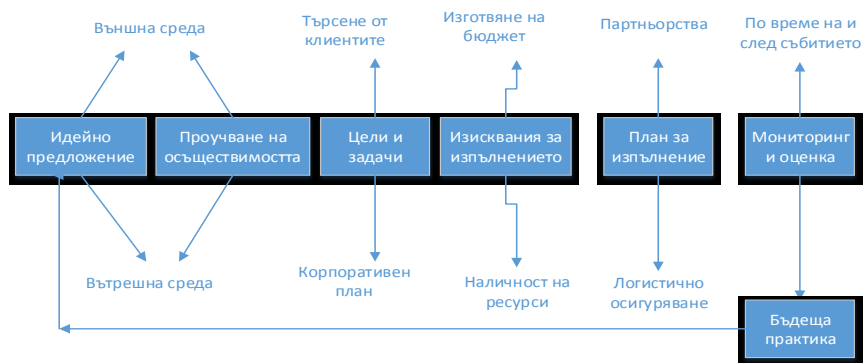 Външна среда
Търсене от
клиентите
Изготвяне на
бюджет
Партньорства
По време на и
след събитието
Идейно
предложение
Проучване на
осъществимостта
Цели и
задачи
Изисквания за
изпълнението
План за
изпълнение
Мониторинг
и оценка
Вътрешна среда
Корпоративен
план
Наличност на
ресурси
Логистично
осигуряване
Бъдеща
практика